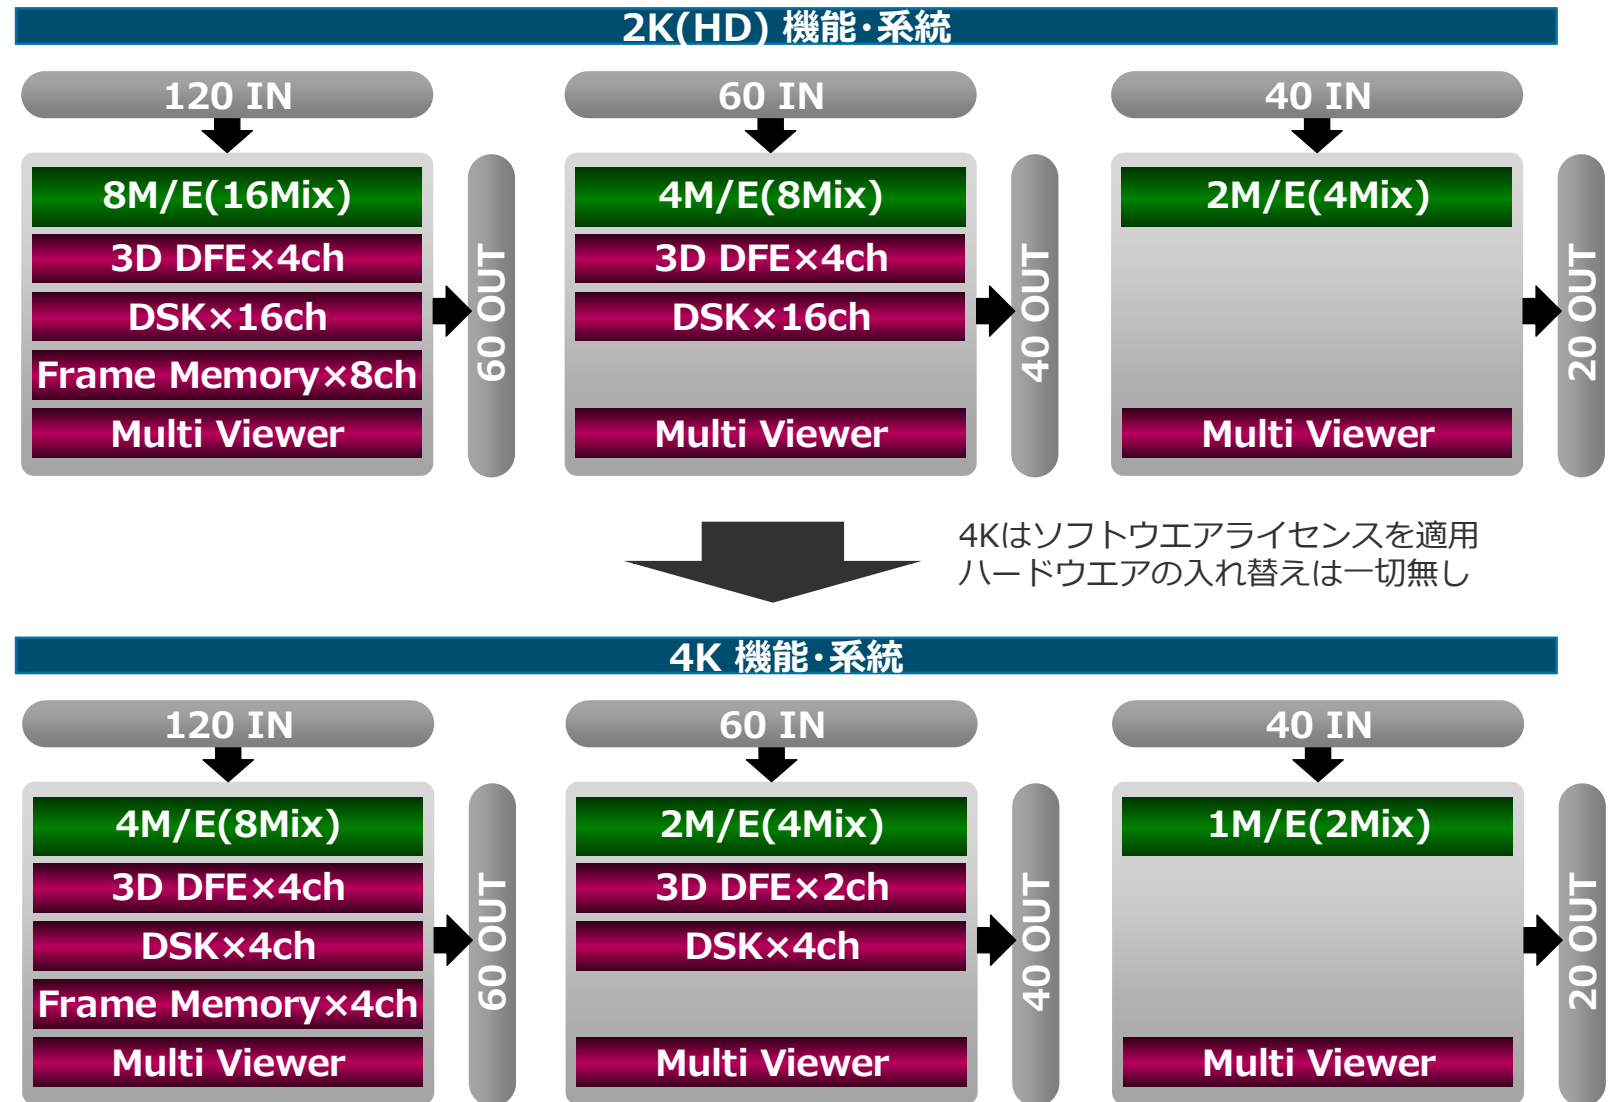 2K(HD) 機能･系統
120 IN
8M/E(16Mix)
3D DFE×4ch
DSK×16ch
Frame Memory×8ch
Multi Viewer
60 OUT
60 IN
4M/E(8Mix)
3D DFE×4ch
DSK×16ch
Multi Viewer
40 OUT
40 IN
2M/E(4Mix)
Multi Viewer
20 OUT
4Kはソフトウエアライセンスを適用
ハードウエアの入れ替えは一切無し
4K 機能･系統
120 IN
4M/E(8Mix)
3D DFE×4ch
DSK×4ch
Frame Memory×4ch
Multi Viewer
60 OUT
60 IN
2M/E(4Mix)
3D DFE×2ch
DSK×4ch
Multi Viewer
40 OUT
40 IN
1M/E(2Mix)
Multi Viewer
20 OUT